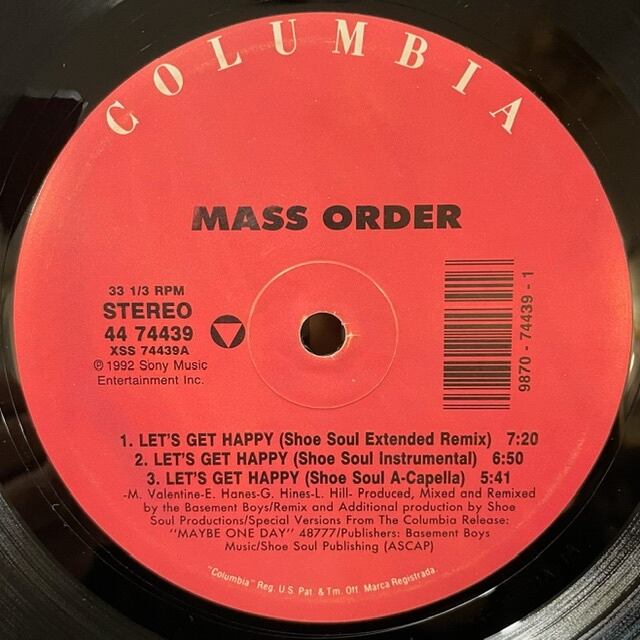 COLUMBIA
MASS ORDER
33 1/3 RPM
STEREO
44 74439
XSS 74439A
℗ 1992 Sony Music
Entertainment Inc.
9870 - 74439 - 1
1. LET'S GET HAPPY (Shoe Soul Extended Remix) 7:20
2. LET'S GET HAPPY (Shoe Soul Instrumental) 6:50
3. LET'S GET HAPPY (Shoe Soul A-Capella) 5:41
-M. Valentine-E. Hanes-G. Hines-L. Hill- Produced, Mixed and Remixed
by the Basement Boys/Remix and Additional production by Shoe
Soul Productions/Special Versions From The Columbia Release:
"MAYBE ONE DAY" 48777/Publishers: Basement Boys
Music/Shoe Soul Publishing (ASCAP)
"Columbia" Reg. U.S. Pat. & Tm. Off. Marca Registrada.